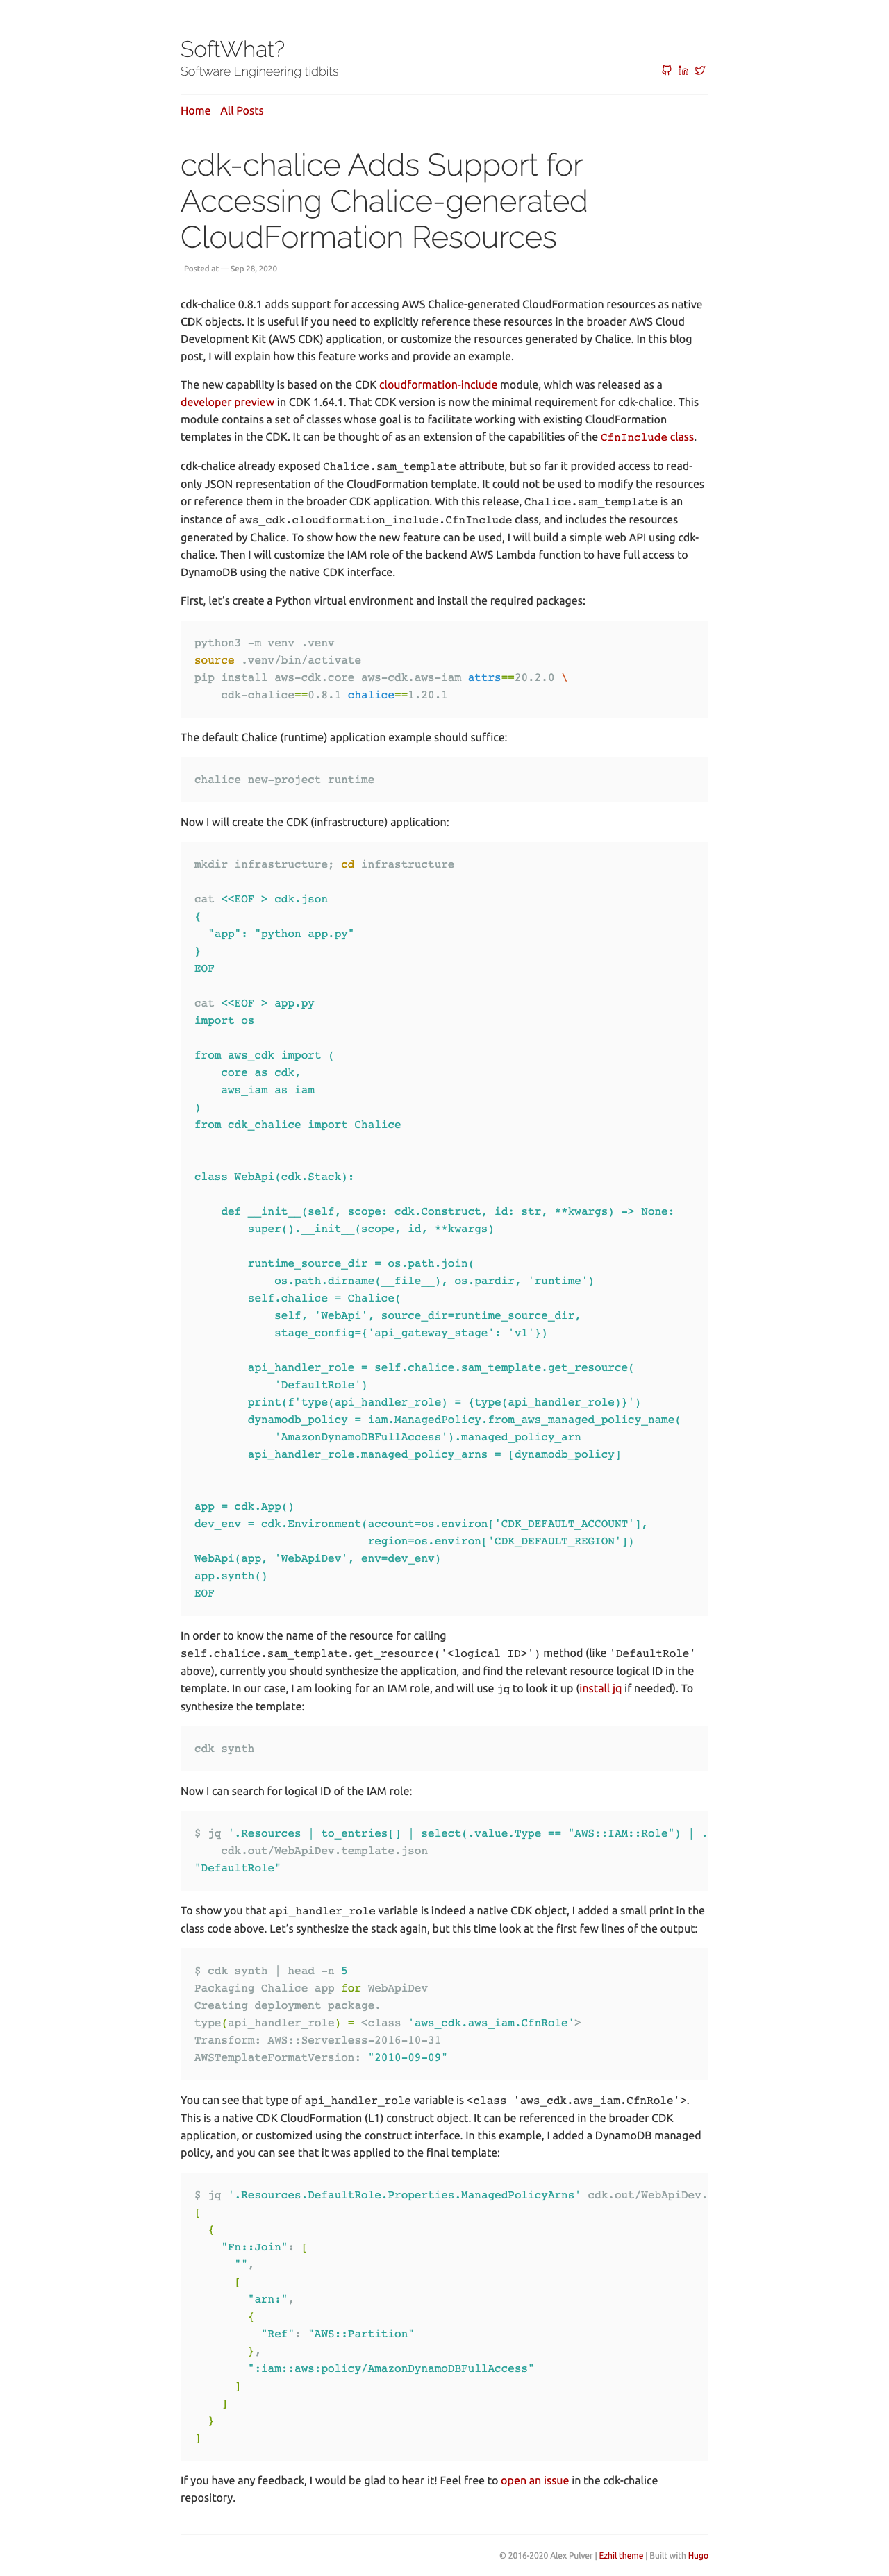 SoftWhat?
Software Engineering tidbits
Home All Posts
cdk-chalice Adds Support for
Accessing Chalice-generated
CloudFormation Resources
Posted at — Sep 28, 2020
cdk-chalice 0.8.1 adds support for accessing AWS Chalice-generated CloudFormation resources as native
CDK objects. It is useful if you need to explicitly reference these resources in the broader AWS Cloud
Development Kit (AWS CDK) application, or customize the resources generated by Chalice. In this blog
post, I will explain how this feature works and provide an example.
The new capability is based on the CDK cloudformation-include module, which was released as a
developer preview in CDK 1.64.1. That CDK version is now the minimal requirement for cdk-chalice. This
module contains a set of classes whose goal is to facilitate working with existing CloudFormation
templates in the CDK. It can be thought of as an extension of the capabilities of the CfnInclude class.
cdk-chalice already exposed Chalice.sam_template attribute, but so far it provided access to read-
only JSON representation of the CloudFormation template. It could not be used to modify the resources
or reference them in the broader CDK application. With this release, Chalice.sam_template is an
instance of aws_cdk.cloudformation_include.CfnInclude class, and includes the resources
generated by Chalice. To show how the new feature can be used, I will build a simple web API using cdk-
chalice. Then I will customize the IAM role of the backend AWS Lambda function to have full access to
DynamoDB using the native CDK interface.
First, let's create a Python virtual environment and install the required packages:
python3 -m venv .venv
source .venv/bin/activate
pip install aws-cdk.core aws-cdk.aws-iam attrs==20.2.0 \
    cdk-chalice==0.8.1 chalice==1.20.1
The default Chalice (runtime) application example should suffice:
chalice new-project runtime
Now I will create the CDK (infrastructure) application:
mkdir infrastructure; cd infrastructure
cat <<EOF > cdk.json
{
  "app": "python app.py"
}
EOF
cat <<EOF > app.py
import os
from aws_cdk import (
    core as cdk,
    aws_iam as iam
)
from cdk_chalice import Chalice
class WebApi(cdk.Stack):
    def __init__(self, scope: cdk.Construct, id: str, **kwargs) -> None:
        super().__init__(scope, id, **kwargs)
        runtime_source_dir = os.path.join(
            os.path.dirname(__file__), os.pardir, 'runtime')
        self.chalice = Chalice(
            self, 'WebApi', source_dir=runtime_source_dir,
            stage_config={'api_gateway_stage': 'v1'})
        api_handler_role = self.chalice.sam_template.get_resource(
            'DefaultRole')
        print(f'type(api_handler_role) = {type(api_handler_role)}')
        dynamodb_policy = iam.ManagedPolicy.from_aws_managed_policy_name(
            'AmazonDynamoDBFullAccess').managed_policy_arn
        api_handler_role.managed_policy_arns = [dynamodb_policy]
app = cdk.App()
dev_env = cdk.Environment(account=os.environ['CDK_DEFAULT_ACCOUNT'],
                          region=os.environ['CDK_DEFAULT_REGION'])
WebApi(app, 'WebApiDev', env=dev_env)
app.synth()
EOF
In order to know the name of the resource for calling
self.chalice.sam_template.get_resource('<logical ID>') method (like 'DefaultRole'
above), currently you should synthesize the application, and find the relevant resource logical ID in the
template. In our case, I am looking for an IAM role, and will use jq to look it up (install jq if needed). To
synthesize the template:
cdk synth
Now I can search for logical ID of the IAM role:
$ jq '.Resources | to_entries[] | select(.value.Type == "AWS::IAM::Role") | .
    cdk.out/WebApiDev.template.json
"DefaultRole"
To show you that api_handler_role variable is indeed a native CDK object, I added a small print in the
class code above. Let's synthesize the stack again, but this time look at the first few lines of the output:
$ cdk synth | head -n 5
Packaging Chalice app for WebApiDev
Creating deployment package.
type(api_handler_role) = <class 'aws_cdk.aws_iam.CfnRole'>
Transform: AWS::Serverless-2016-10-31
AWSTemplateFormatVersion: "2010-09-09"
You can see that type of api_handler_role variable is <class 'aws_cdk.aws_iam.CfnRole'>.
This is a native CDK CloudFormation (L1) construct object. It can be referenced in the broader CDK
application, or customized using the construct interface. In this example, I added a DynamoDB managed
policy, and you can see that it was applied to the final template:
$ jq '.Resources.DefaultRole.Properties.ManagedPolicyArns' cdk.out/WebApiDev.
[
  {
    "Fn::Join": [
      "",
      [
        "arn:",
        {
          "Ref": "AWS::Partition"
        },
        ":iam::aws:policy/AmazonDynamoDBFullAccess"
      ]
    ]
  }
]
If you have any feedback, I would be glad to hear it! Feel free to open an issue in the cdk-chalice
repository.
© 2016-2020 Alex Pulver | Ezhil theme | Built with Hugo